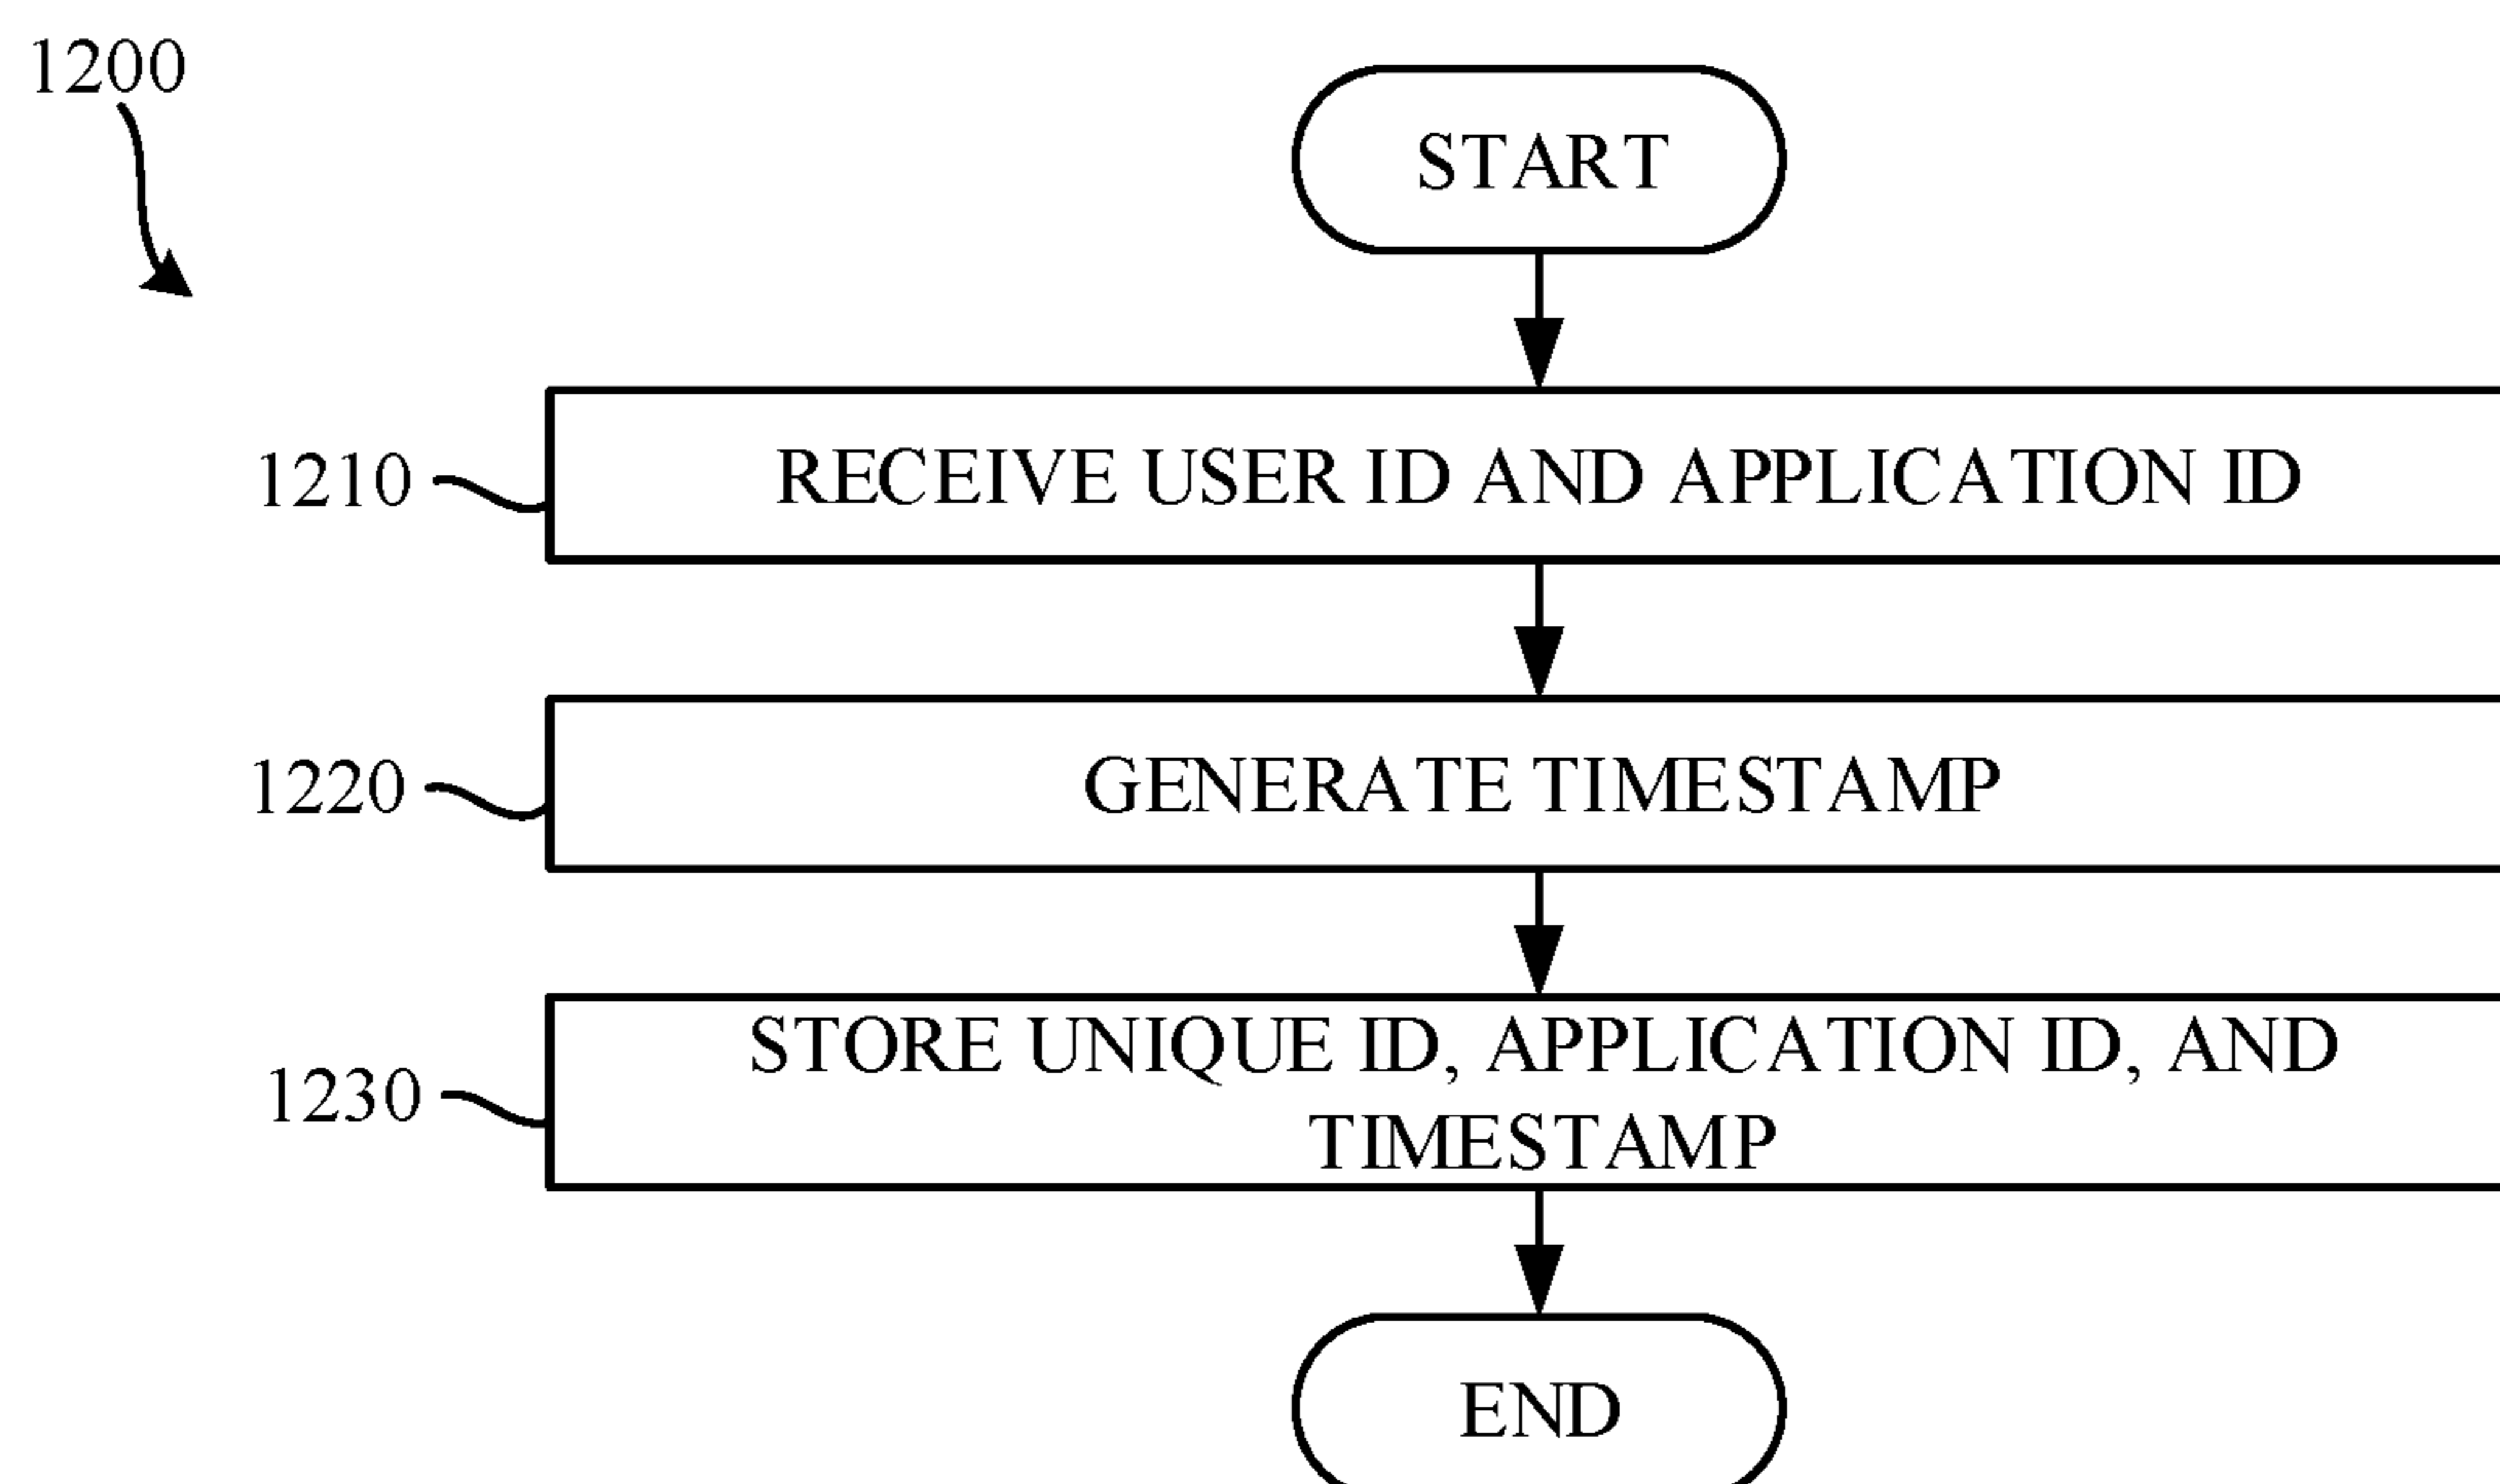 1200
START
1210
RECEIVE USER ID AND APPLICATION ID
1220
GENERATE TIMESTAMP
1230
STORE UNIQUE ID, APPLICATION ID, AND
TIMESTAMP
END